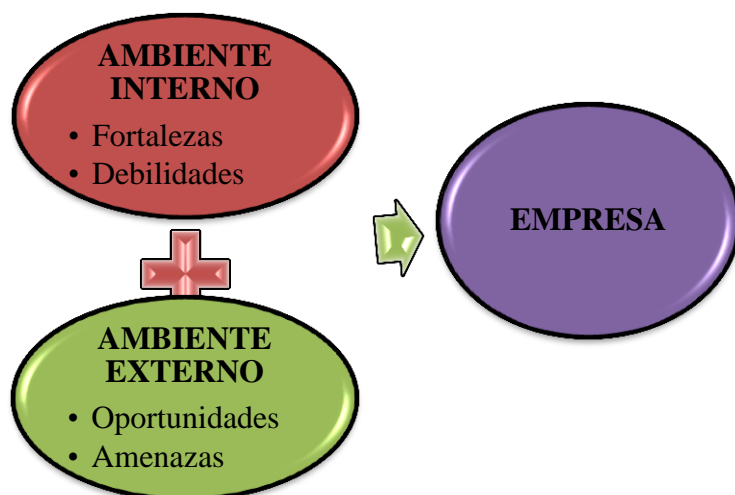 AMBIENTE
INTERNO
• Fortalezas
• Debilidades
AMBIENTE
EXTERNO
• Oportunidades
• Amenazas
EMPRESA